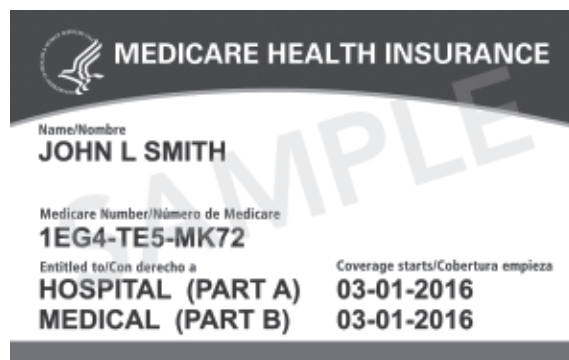 MEDICARE HEALTH INSURANCE
Name/Nombre
JOHN L SMITH
Medicare Number/Número de Medicare
1EG4-TE5-MK72
Entitled to/Con derecho a Coverage starts/Cobertura empieza
HOSPITAL (PART A) 03-01-2016
MEDICAL (PART B) 03-01-2016
SAMPLE